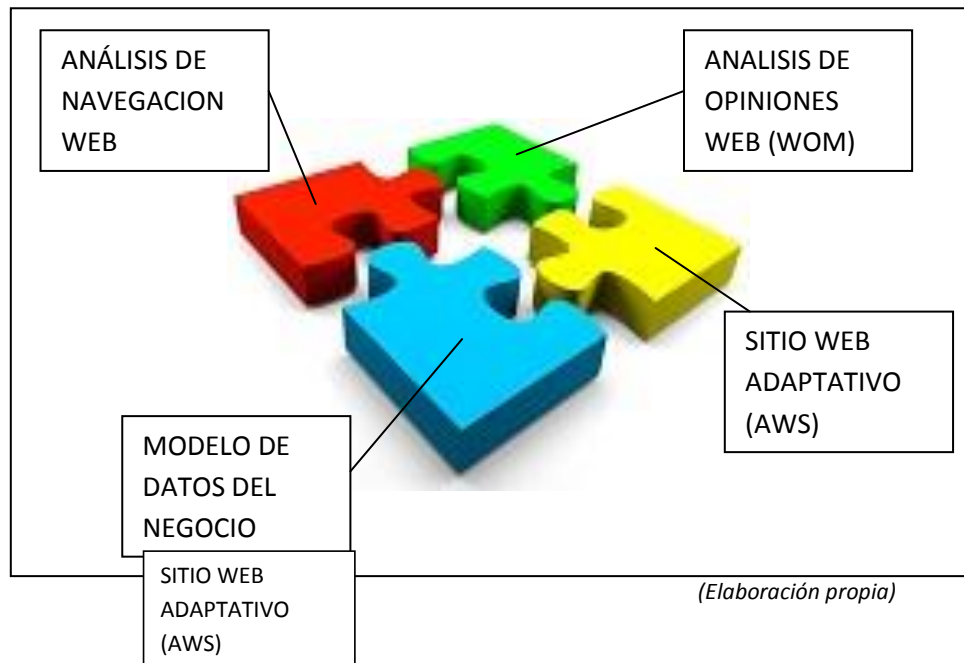 ANÁLISIS DE
NAVEGACION
WEB
ANALISIS DE
OPINIONES
WEB (WOM)
SITIO WEB
ADAPTATIVO
(AWS)
MODELO DE
DATOS DEL
NEGOCIO
SITIO WEB
ADAPTATIVO
(AWS)
(Elaboración propia)